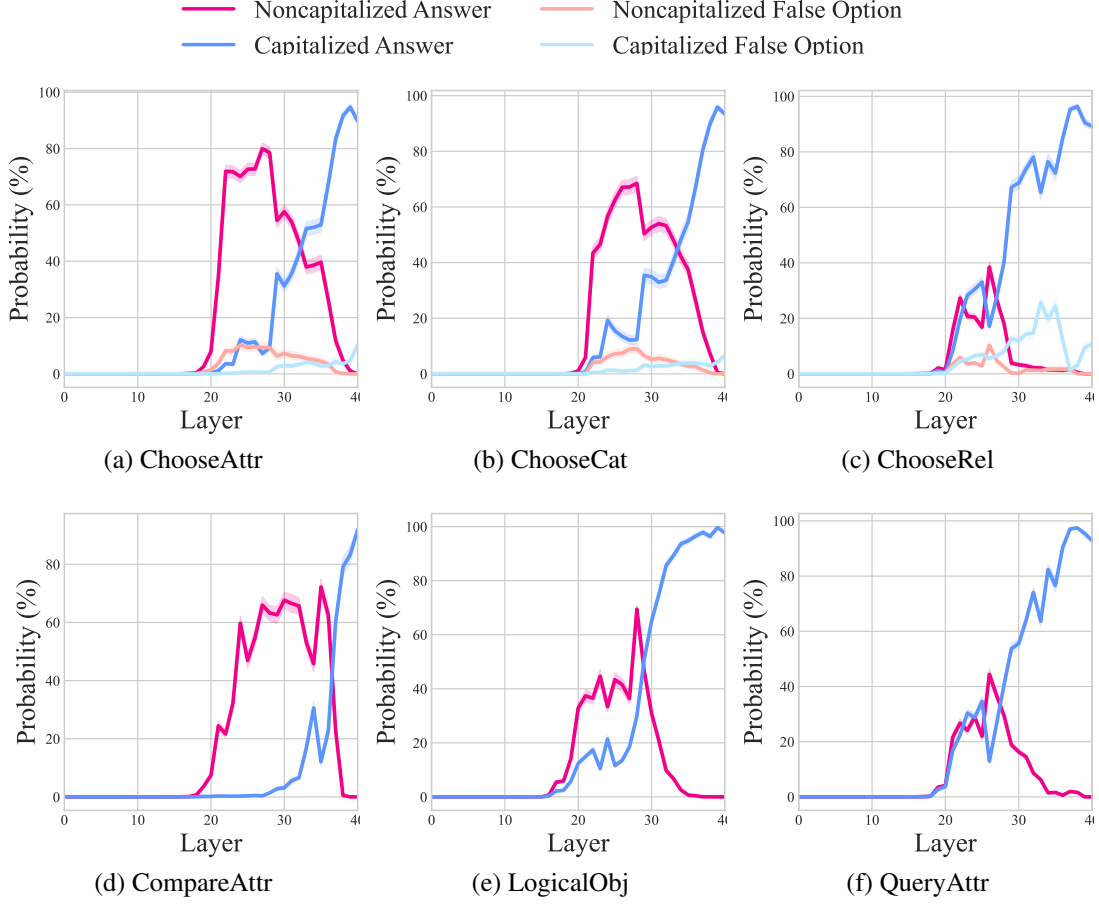 Noncapitalized Answer Noncapitalized False Option
Capitalized Answer Capitalized False Option
100
80
60
40
20
0
0 10 20 30 40
Probability (%)
Layer
(a) ChooseAttr
100
80
60
40
20
0
0 10 20 30 40
Probability (%)
Layer
(b) ChooseCat
100
80
60
40
20
0
0 10 20 30 40
Probability (%)
Layer
(c) ChooseRel
80
60
40
20
0
0 10 20 30 40
Probability (%)
Layer
(d) CompareAttr
100
80
60
40
20
0
0 10 20 30 40
Probability (%)
Layer
(e) LogicalObj
100
80
60
40
20
0
0 10 20 30 40
Probability (%)
Layer
(f) QueryAttr